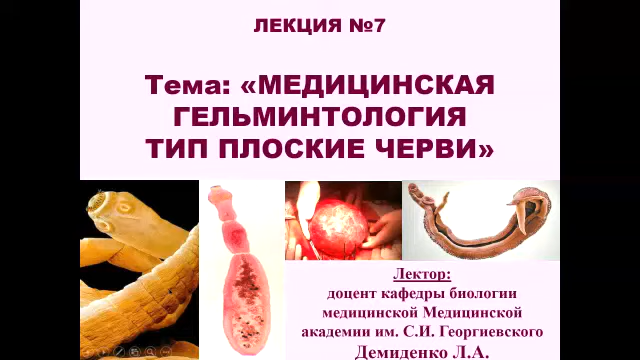 ЛЕКЦИЯ №7
Тема: «МЕДИЦИНСКАЯ
ГЕЛЬМИНТОЛОГИЯ
ТИП ПЛОСКИЕ ЧЕРВИ»
Лектор:
доцент кафедры биологии
медицинской Медицинской
академии им. С.И. Георгиевского
Демиденко Л.А.